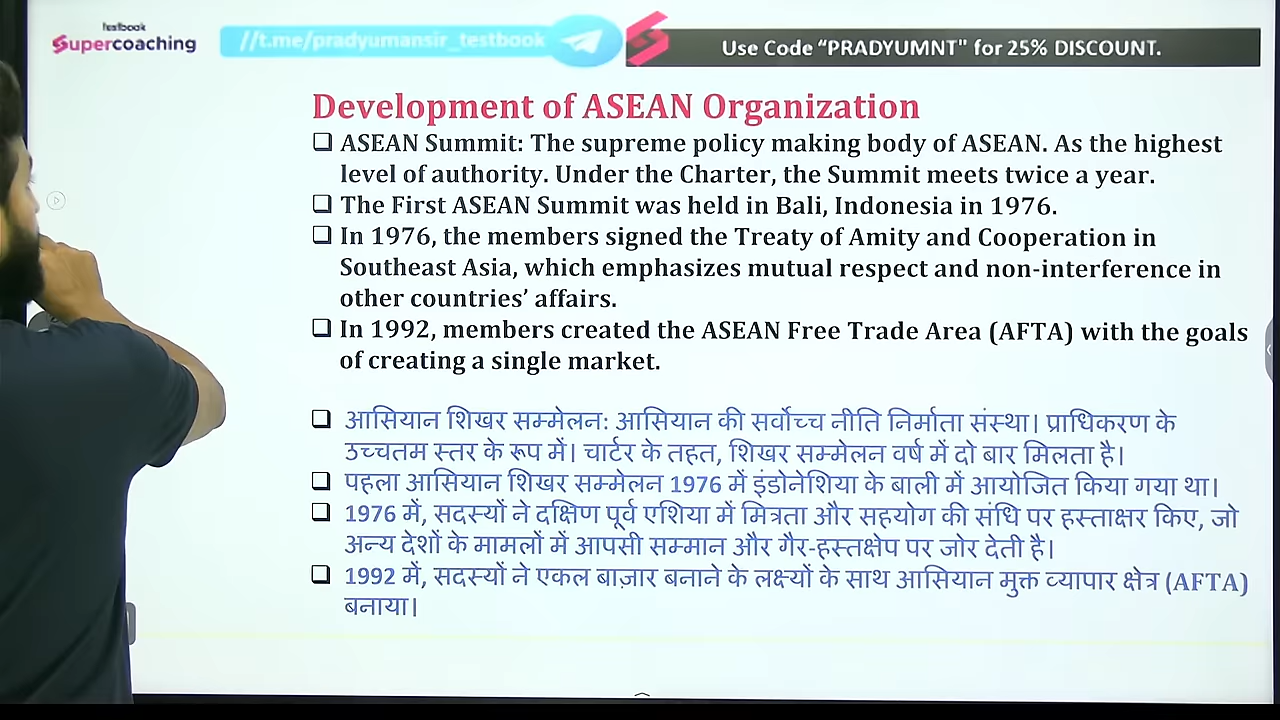 testbook
Supercoaching
//t.me/pradyumansir_testbook
Use Code “PRADYUMNT" for 25% DISCOUNT.
Development of ASEAN Organization
❑ ASEAN Summit: The supreme policy making body of ASEAN. As the highest
level of authority. Under the Charter, the Summit meets twice a year.
❑ The First ASEAN Summit was held in Bali, Indonesia in 1976.
❑ In 1976, the members signed the Treaty of Amity and Cooperation in
Southeast Asia, which emphasizes mutual respect and non-interference in
other countries’ affairs.
❑ In 1992, members created the ASEAN Free Trade Area (AFTA) with the goals
of creating a single market.
❑ आसियान शिखर सम्मेलन: आसियान की सर्वोच्च नीति निर्माता संस्था। प्राधिकरण के
उच्चतम स्तर के रूप में। चार्टर के तहत, शिखर सम्मेलन वर्ष में दो बार मिलता है।
❑ पहला आसियान शिखर सम्मेलन 1976 में इंडोनेशिया के बाली में आयोजित किया गया था।
❑ 1976 में, सदस्यों ने दक्षिण पूर्व एशिया में मित्रता और सहयोग की संधि पर हस्ताक्षर किए, जो
अन्य देशों के मामलों में आपसी सम्मान और गैर-हस्तक्षेप पर जोर देती है।
❑ 1992 में, सदस्यों ने एकल बाज़ार बनाने के लक्ष्यों के साथ आसियान मुक्त व्यापार क्षेत्र (AFTA)
बनाया।